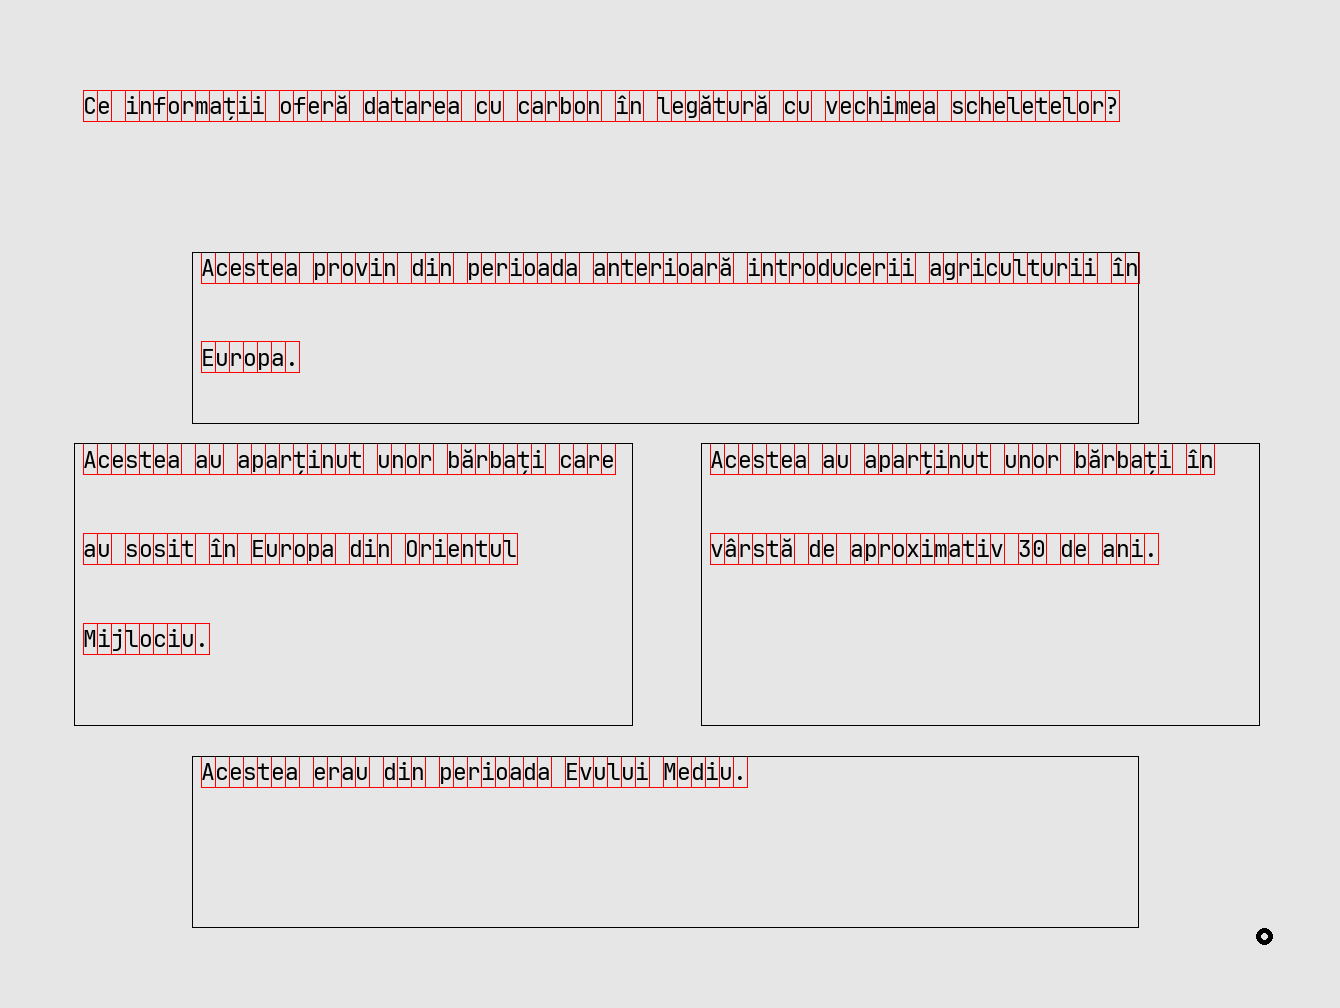 Ce informații oferă datarea cu carbon în legătură cu vechimea scheletelor?
Acestea provin din perioada anterioară introducerii agriculturii în
Europa.
Acestea au aparținut unor bărbați care
au sosit în Europa din Orientul
Mijlociu.
Acestea au aparținut unor bărbați în
vârstă de aproximativ 30 de ani.
Acestea erau din perioada Evului Mediu.